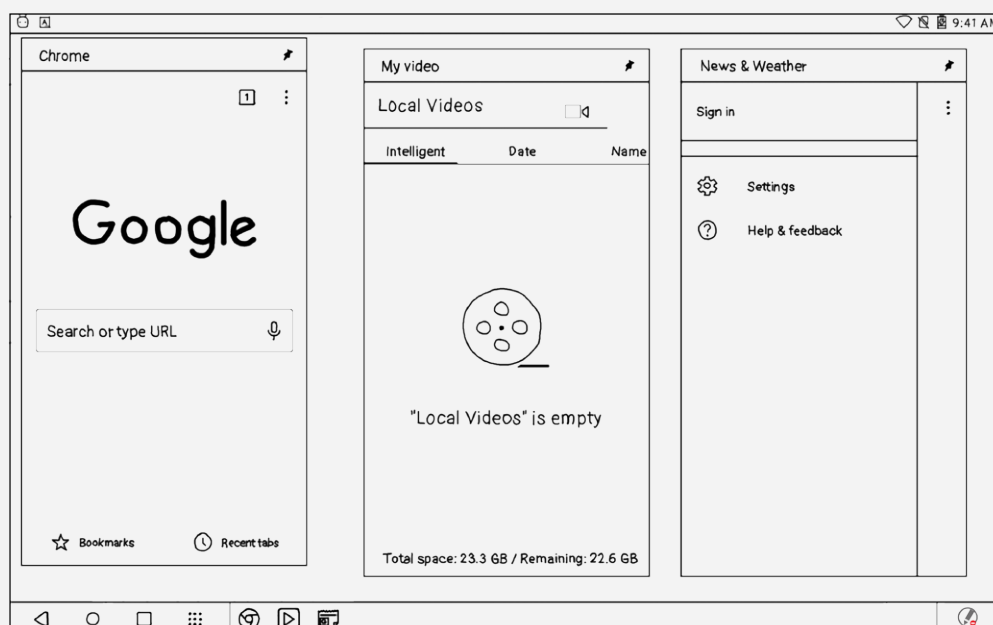 A
9:41 AM
Chrome
1
Google
Search or type URL
Bookmarks
Recent tabs
My video
Local Videos
Intelligent
Date
Name
"Local Videos" is empty
Total space: 23.3 GB / Remaining: 22.6 GB
News & Weather
Sign in
Settings
? Help & feedback